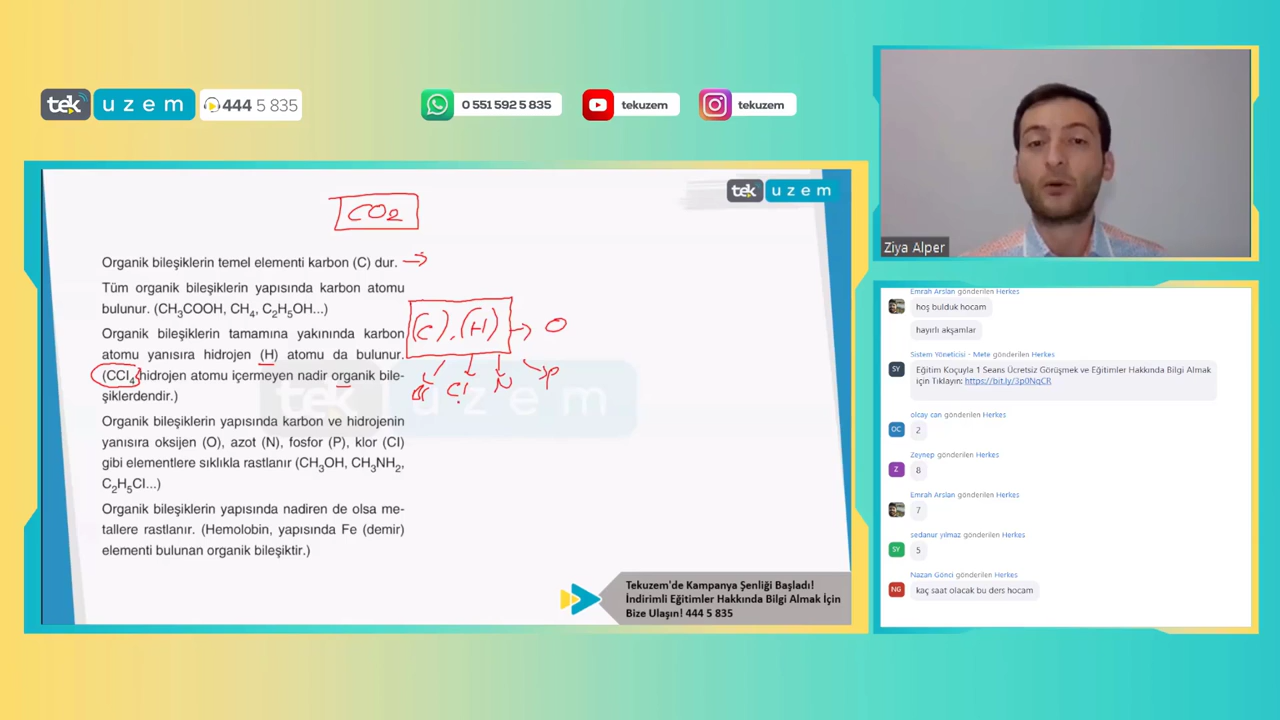 tek uzem 444 5 835
0 551 592 5 835
tekuzem
tekuzem
tek uzem
CO2
Organik bileşiklerin temel elementi karbon (C) dur.
Tüm organik bileşiklerin yapısında karbon atomu
bulunur. (CH3COOH, CH4, C2H5OH...)
Organik bileşiklerin tamamına yakınında karbon
atomu yanısıra hidrojen (H) atomu da bulunur.
(CCl4 hidrojen atomu içermeyen nadir organik bile-
şiklerdendir.)
Organik bileşiklerin yapısında karbon ve hidrojenin
yanısıra oksijen (O), azot (N), fosfor (P), klor (Cl)
gibi elementlere sıklıkla rastlanır (CH3OH, CH3NH2,
C2H5Cl...)
Organik bileşiklerin yapısında nadiren de olsa me-
tallere rastlanır. (Hemolobin, yapısında Fe (demir)
elementi bulunan organik bileşiktir.)
(C), (H) → O
Br Cl N P
tek uzem
Tekuzem'de Kampanya Şenliği Başladı!
İndirimli Eğitimler Hakkında Bilgi Almak İçin
Bize Ulaşın! 444 5 835
Ziya Alper
Emrah Arslan gönderilen Herkes
hoş bulduk hocam
hayırlı akşamlar
Sistem Yöneticisi - Mete gönderilen Herkes
SY
Eğitim Koçuyla 1 Seans Ücretsiz Görüşmek ve Eğitimler Hakkında Bilgi Almak
için Tıklayın: https://bit.ly/3p0NqCR
olcay can gönderilen Herkes
OC 2
Zeynep gönderilen Herkes
Z 8
Emrah Arslan gönderilen Herkes
7
sedanur yılmaz gönderilen Herkes
SY 5
Nazan Gönci gönderilen Herkes
NG kaç saat olacak bu ders hocam